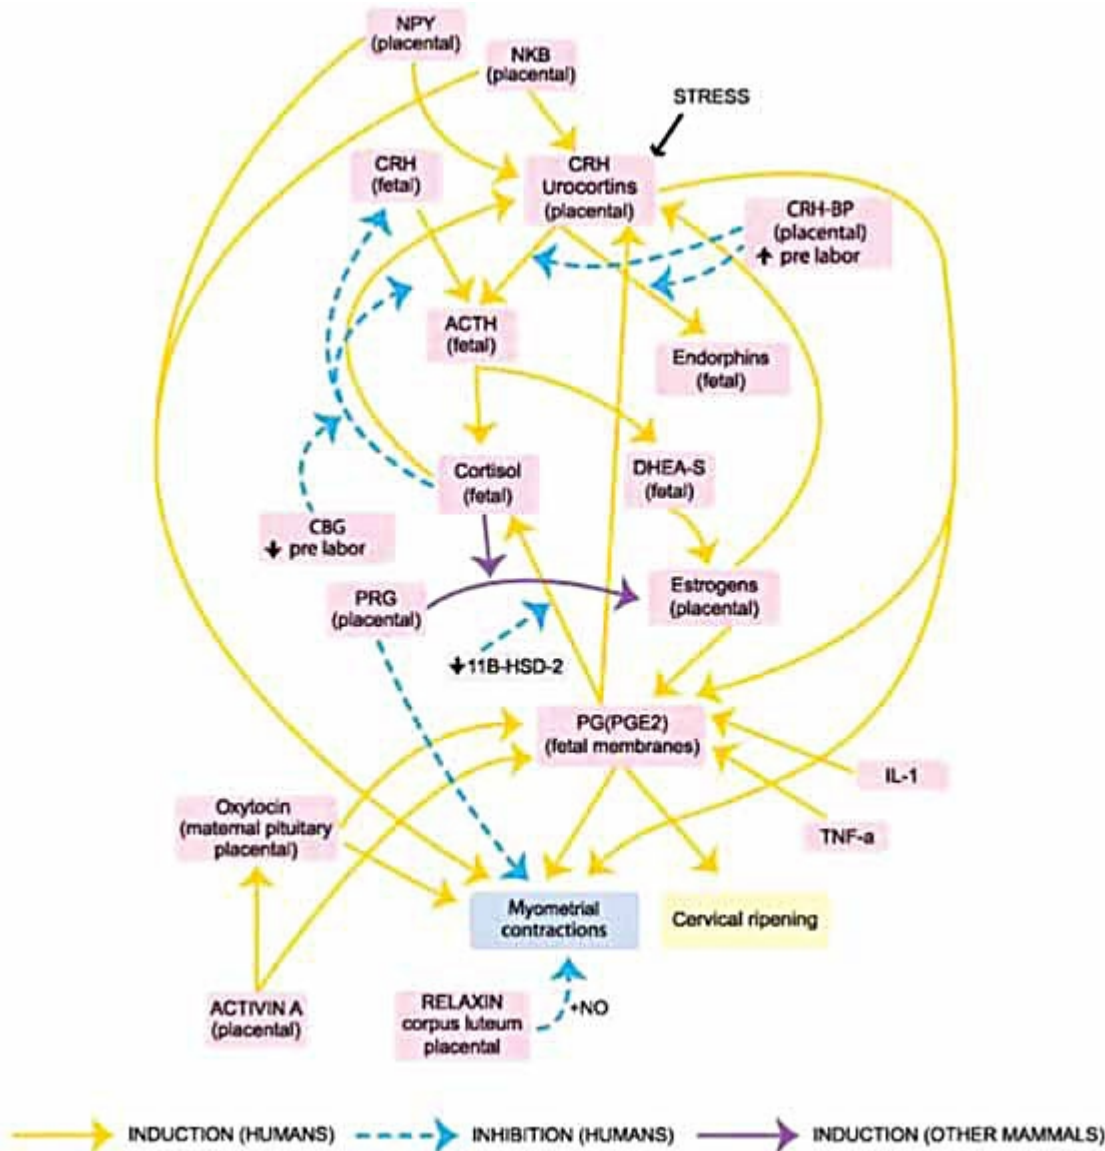 NPY
(placental)
NKB
(placental)
STRESS
CRH
(fetal)
CRH
Urocortins
(placental)
CRH-BP
(placental)
↑ pre labor
ACTH
(fetal)
Endorphins
(fetal)
Cortisol
(fetal)
DHEA-S
(fetal)
CBG
↓ pre labor
PRG
(placental)
Estrogens
(placental)
↓11B-HSD-2
PG(PGE2)
(fetal membranes)
IL-1
TNF-a
Oxytocin
(maternal pituitary
placental)
Myometrial
contractions
Cervical ripening
ACTIVIN A
(placental)
RELAXIN
corpus luteum
placental
+NO
INDUCTION (HUMANS)
INHIBITION (HUMANS)
INDUCTION (OTHER MAMMALS)